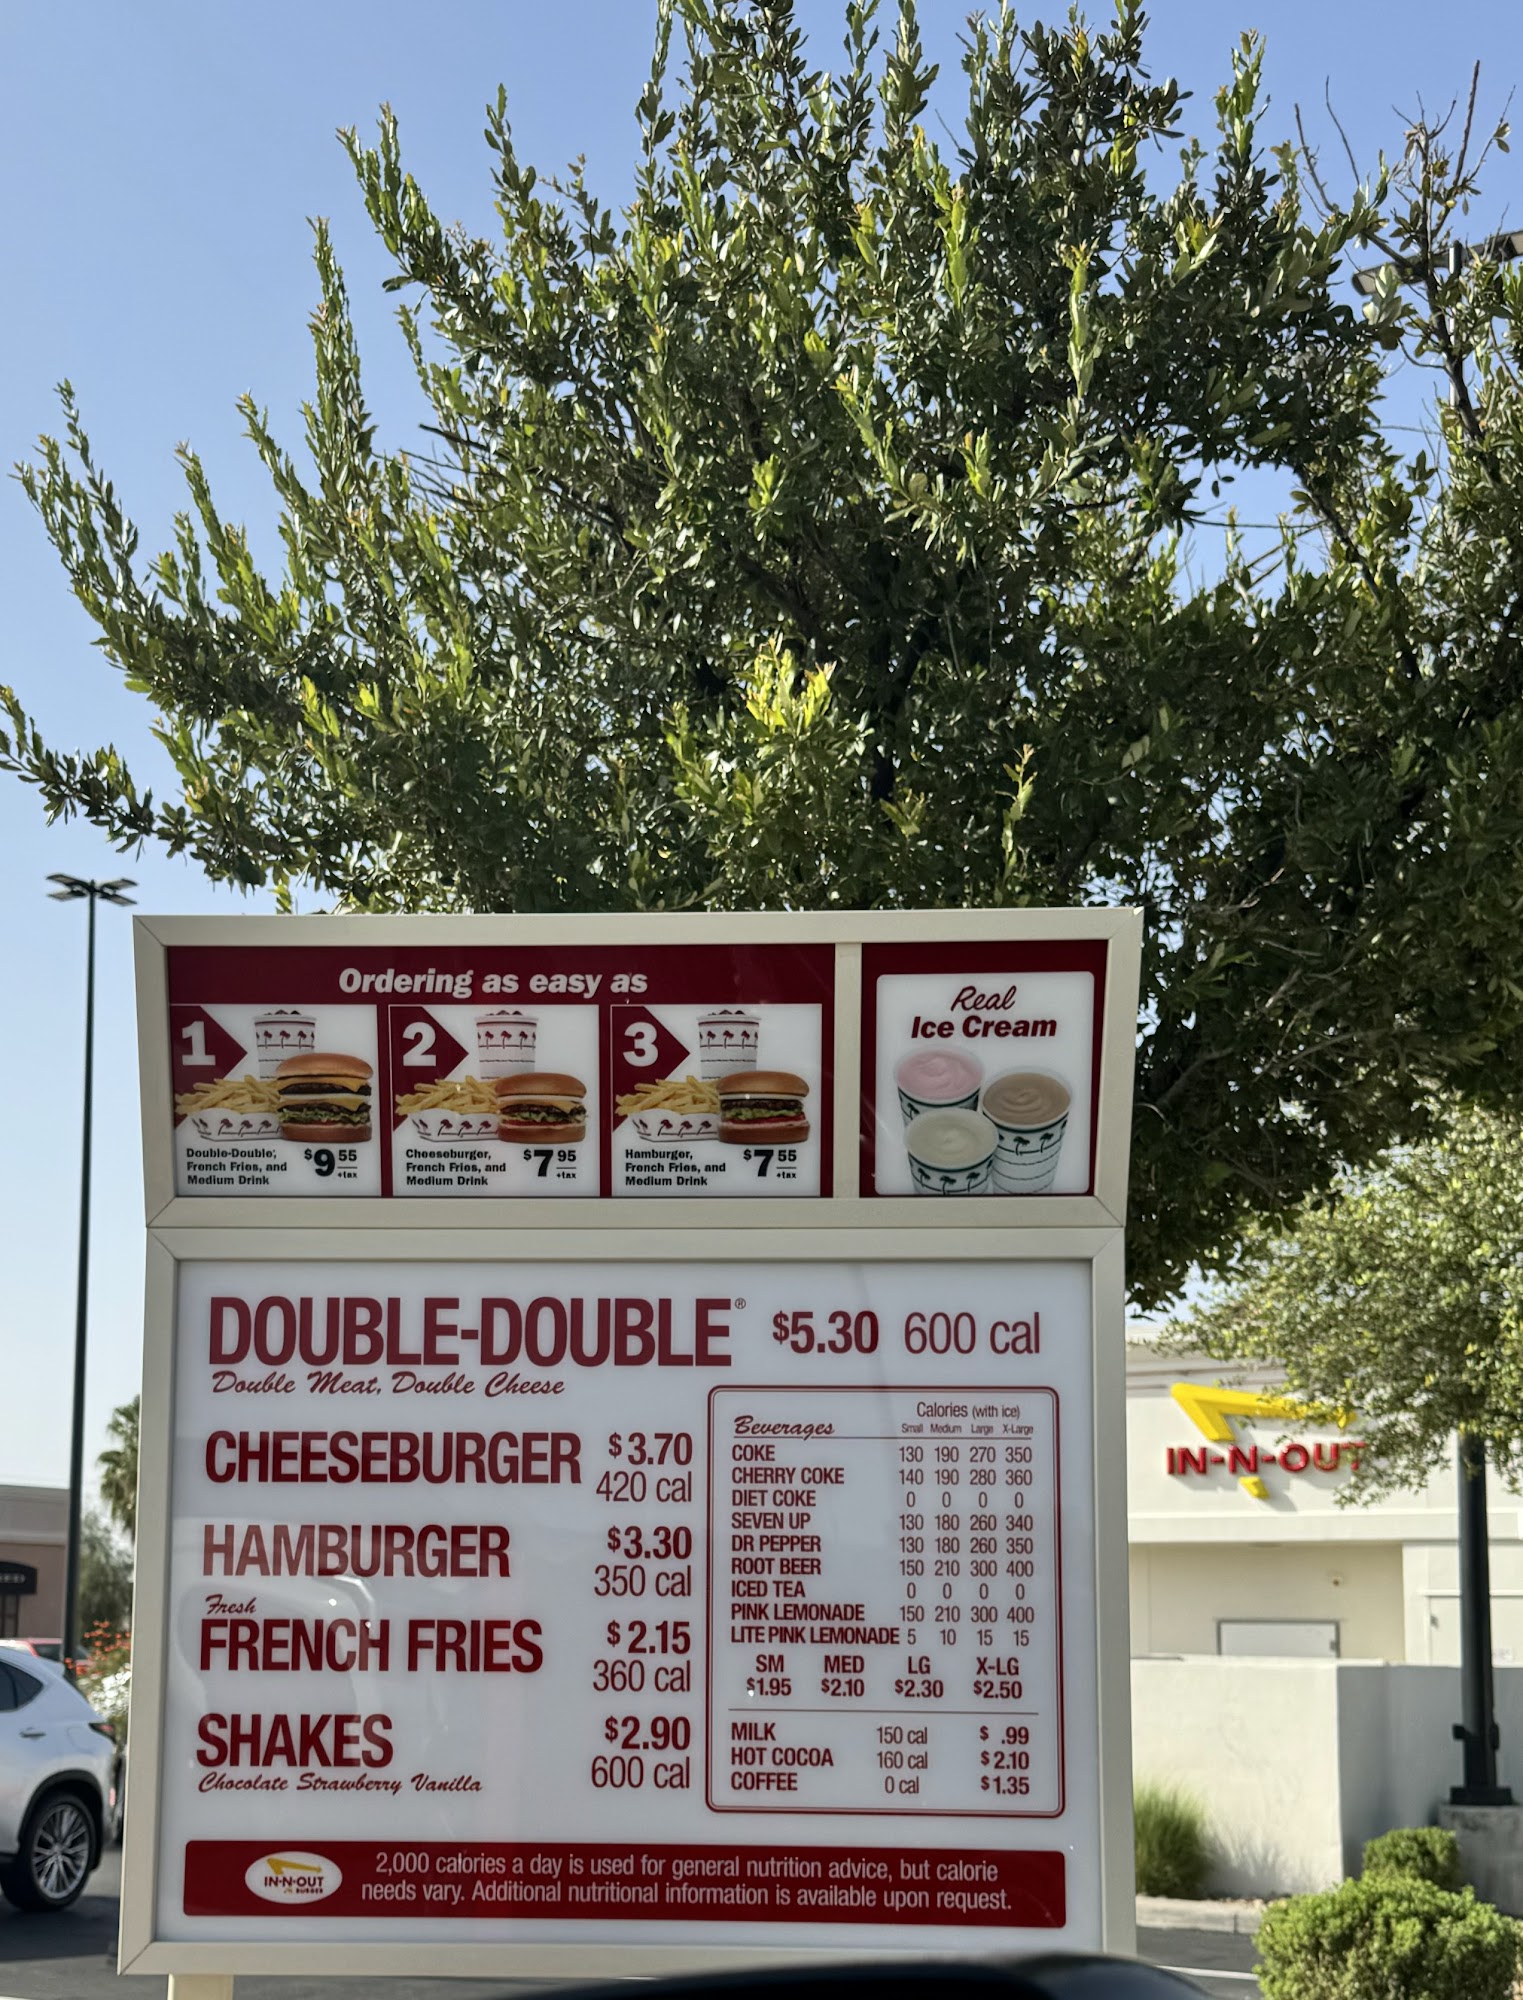 Ordering as easy as
1
Double-Double,
French Fries, and
Medium Drink
$9 55
+tax
2
Cheeseburger,
French Fries, and
Medium Drink
$7 95
+tax
3
Hamburger,
French Fries, and
Medium Drink
$7 55
+tax
Real
Ice Cream
DOUBLE-DOUBLE® $5.30 600 cal
Double Meat, Double Cheese
CHEESEBURGER $3.70
420 cal
HAMBURGER $3.30
350 cal
Fresh
FRENCH FRIES $2.15
360 cal
SHAKES $2.90
600 cal
Chocolate Strawberry Vanilla
Calories (with ice)
Beverages Small Medium Large X-Large
COKE 130 190 270 350
CHERRY COKE 140 190 280 360
DIET COKE 0 0 0 0
SEVEN UP 130 180 260 340
DR PEPPER 130 180 260 350
ROOT BEER 150 210 300 400
ICED TEA 0 0 0 0
PINK LEMONADE 150 210 300 400
LITE PINK LEMONADE 5 10 15 15
SM MED LG X-LG
$1.95 $2.10 $2.30 $2.50
MILK 150 cal $ .99
HOT COCOA 160 cal $2.10
COFFEE 0 cal $1.35
IN-N-OUT
BURGER
2,000 calories a day is used for general nutrition advice, but calorie
needs vary. Additional nutritional information is available upon request.
IN-N-OUT